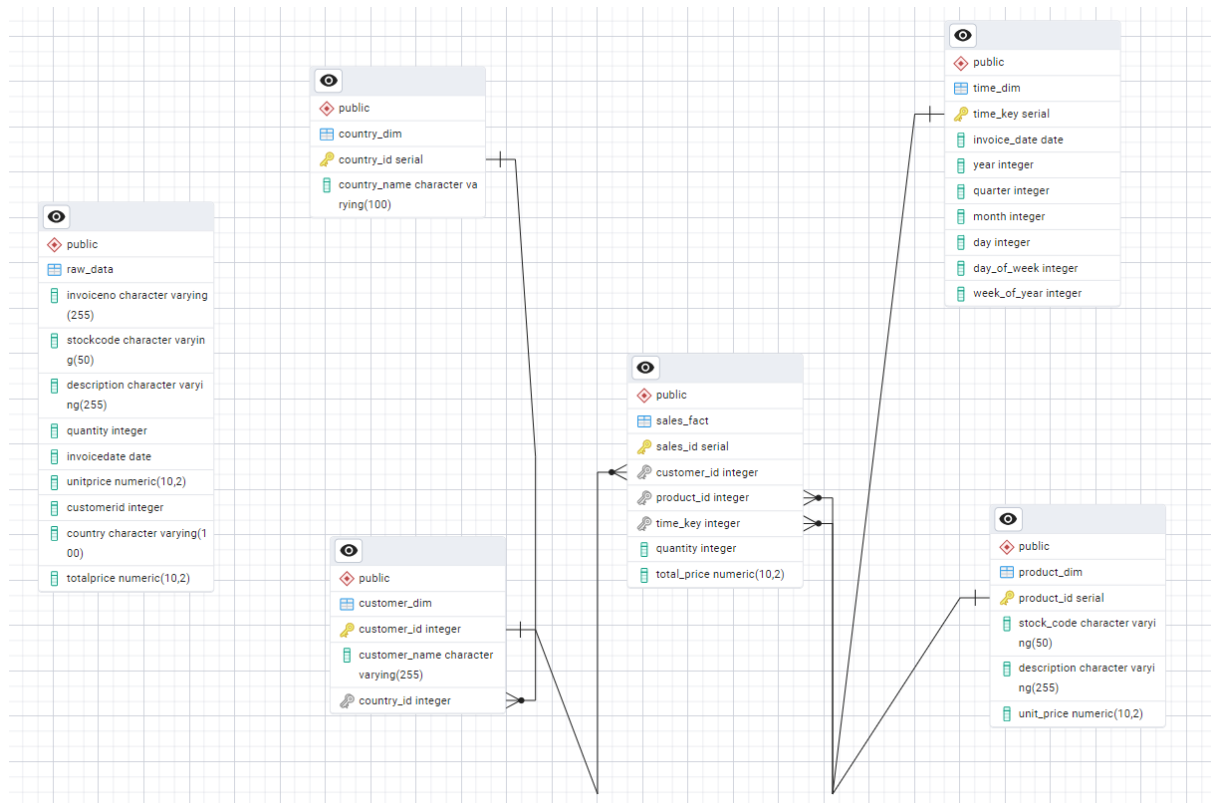 public
country_dim
country_id serial
country_name character va
rying(100)
public
raw_data
invoiceno character varying
(255)
stockcode character varyin
g(50)
description character varyi
ng(255)
quantity integer
invoicedate date
unitprice numeric(10,2)
customerid integer
country character varying(1
00)
totalprice numeric(10,2)
public
customer_dim
customer_id integer
customer_name character
varying(255)
country_id integer
public
sales_fact
sales_id serial
customer_id integer
product_id integer
time_key integer
quantity integer
total_price numeric(10,2)
public
time_dim
time_key serial
invoice_date date
year integer
quarter integer
month integer
day integer
day_of_week integer
week_of_year integer
public
product_dim
product_id serial
stock_code character varyi
ng(50)
description character varyi
ng(255)
unit_price numeric(10,2)